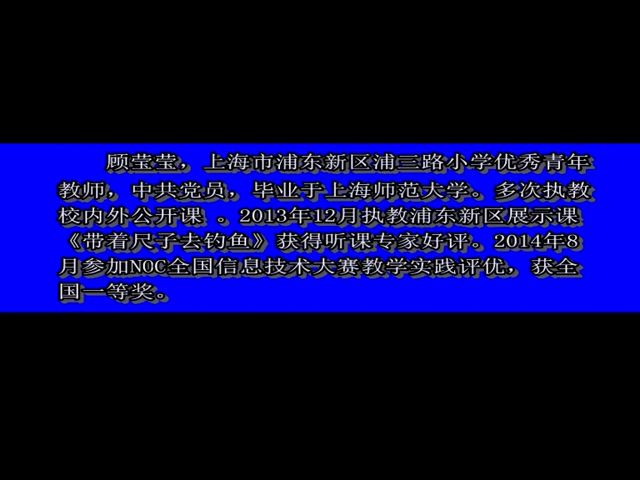 顾莹莹，上海市浦东新区浦三路小学优秀青年
教师，中共党员，毕业于上海师范大学。多次执教
校内外公开课 。2013年12月执教浦东新区展示课
《带着尺子去钓鱼》获得听课专家好评。2014年8
月参加NOC全国信息技术大赛教学实践评优，获全
国一等奖。